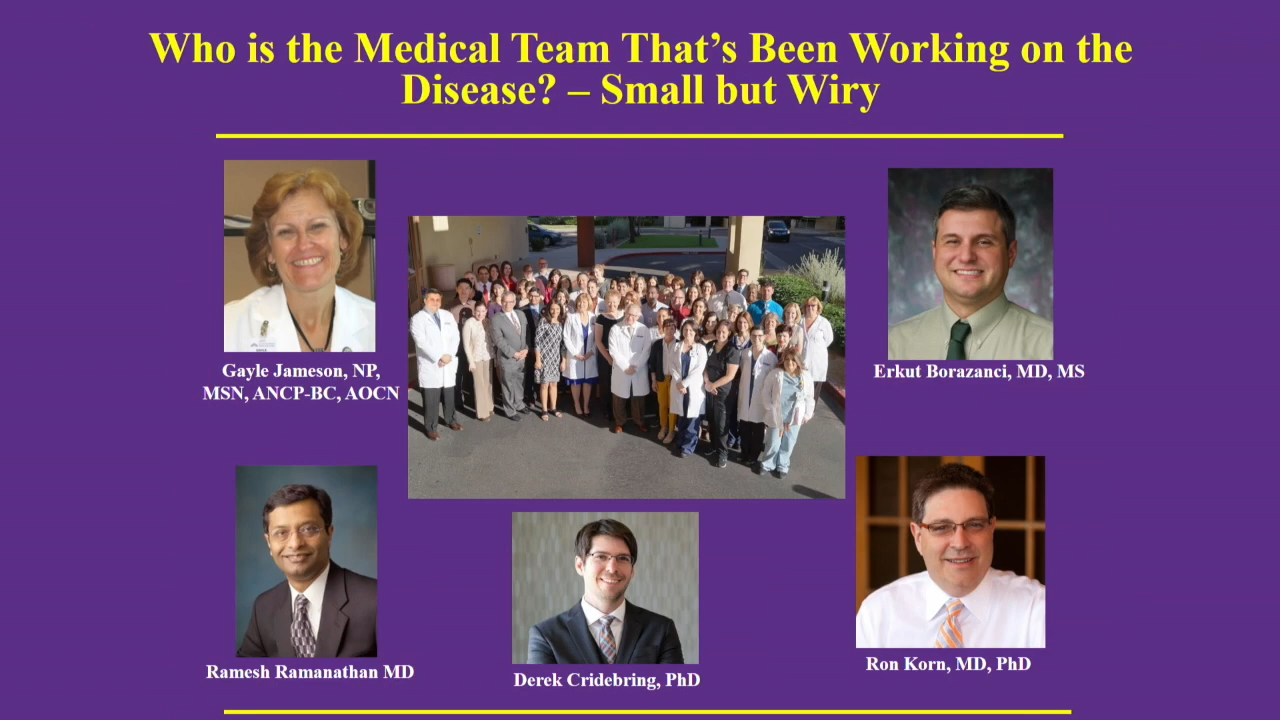 Who is the Medical Team That’s Been Working on the
Disease? – Small but Wiry
Gayle Jameson, NP,
MSN, ANCP-BC, AOCN
Erkut Borazanci, MD, MS
Ramesh Ramanathan MD
Derek Cridebring, PhD
Ron Korn, MD, PhD